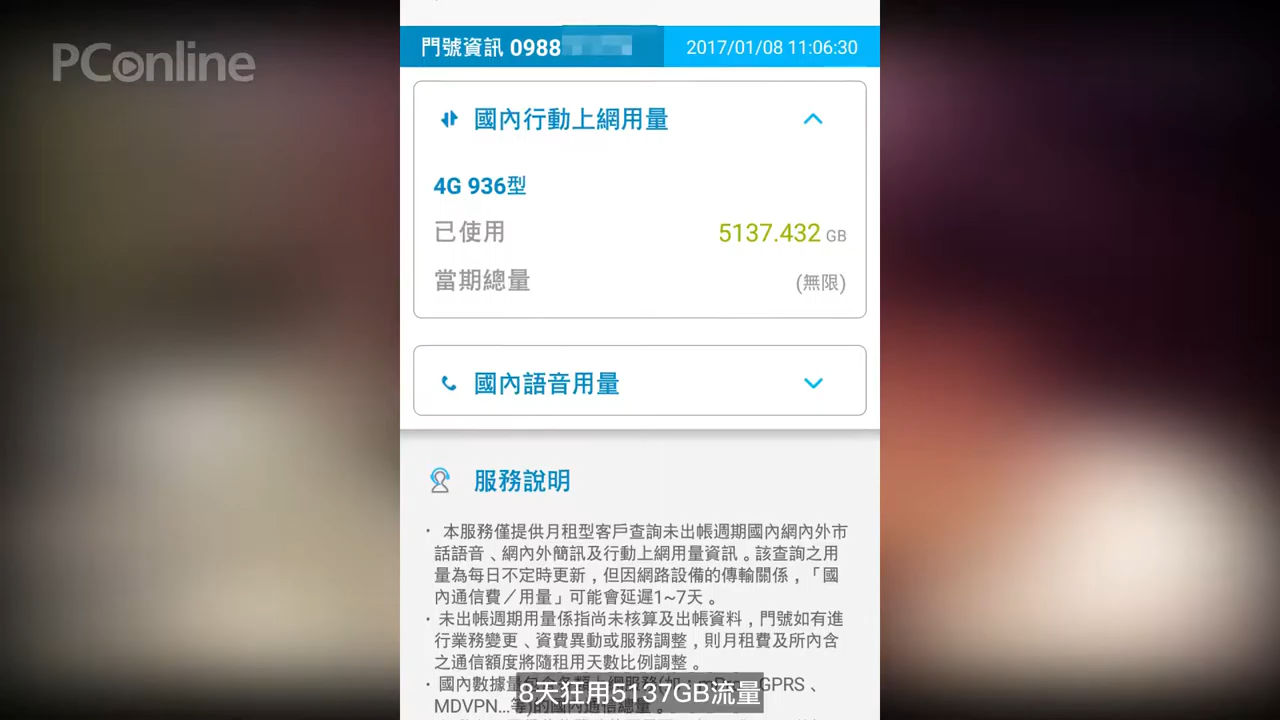 PConline
門號資訊 0988
2017/01/08 11:06:30
國內行動上網用量
4G 936型
已使用
5137.432 GB
當期總量
(無限)
國內語音用量
服務說明
· 本服務僅提供月租型客戶查詢未出帳週期國內網內外市
話語音、網內外簡訊及行動上網用量資訊。該查詢之用
量為每日不定時更新，但因網路設備的傳輸關係，「國
內通信費／用量」可能會延遲1~7天。
· 未出帳週期用量係指尚未核算及出帳資料，門號如有進
行業務變更、資費異動或服務調整，則月租費及所內含
之通信額度將隨租用天數比例調整。
· 國內數據量 GPRS、
MDVPN...等)的國內通信總量。
8天狂用5137GB流量